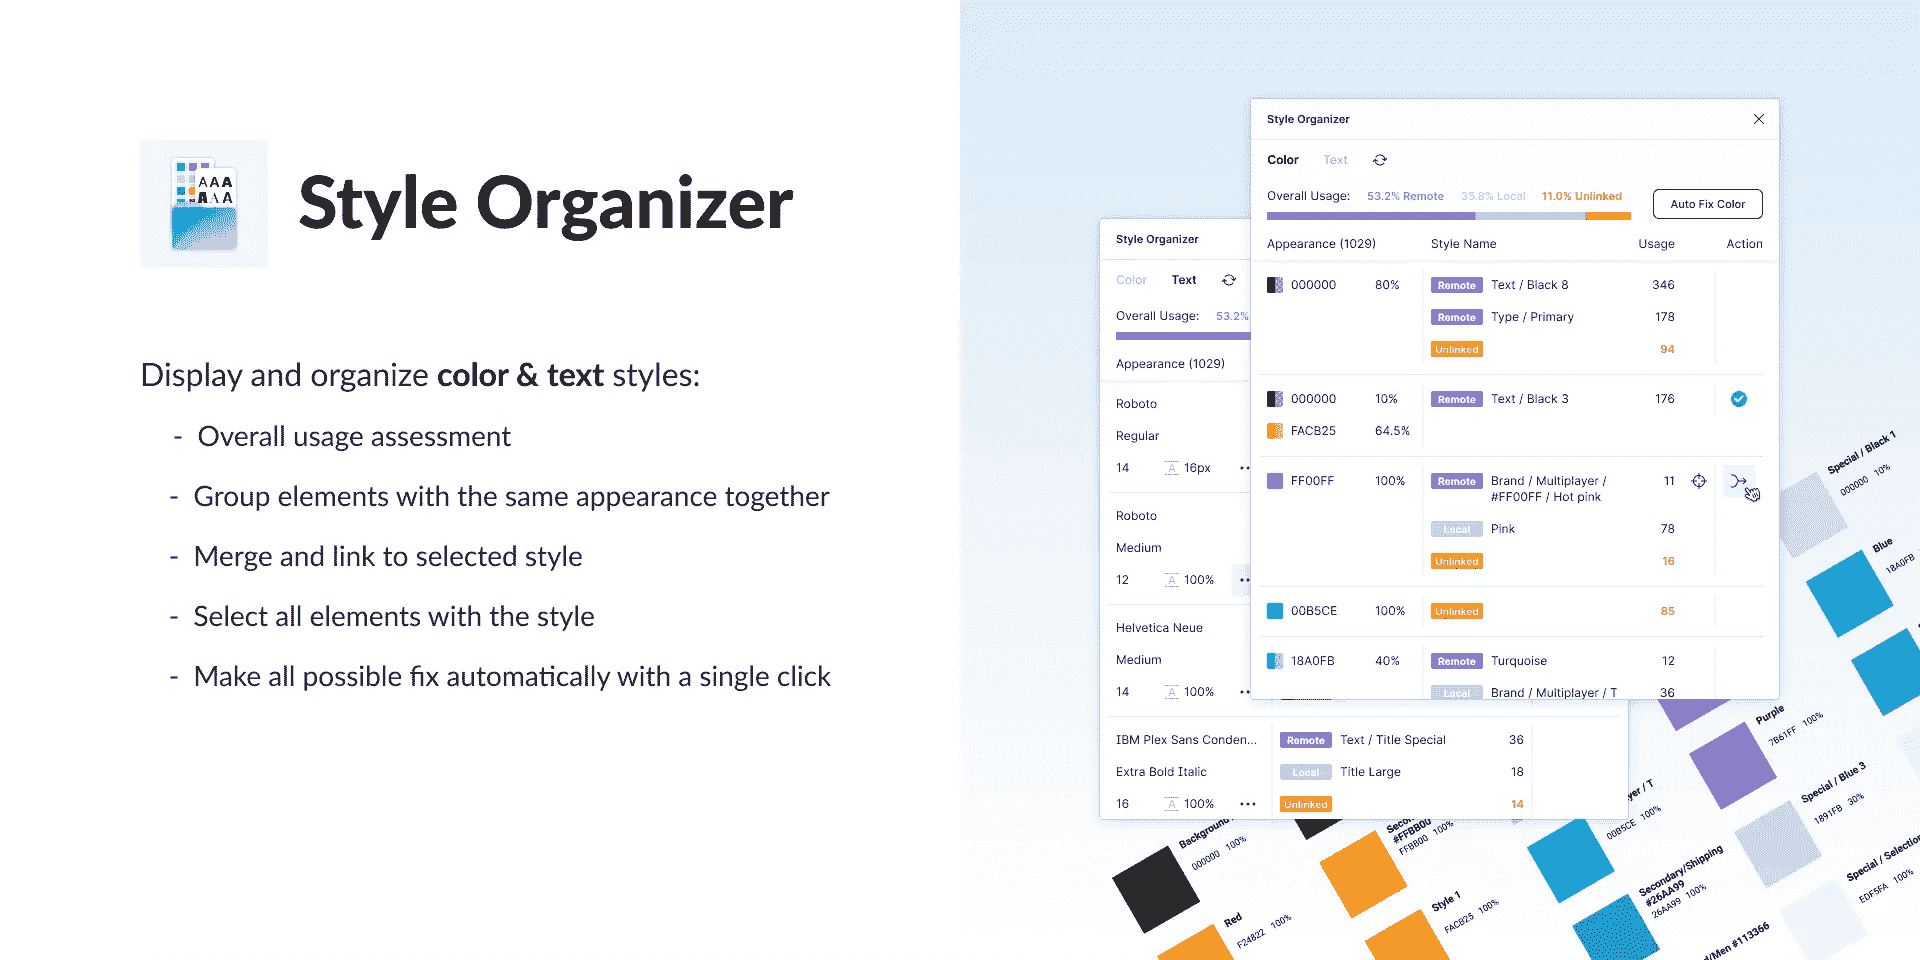 AAA
AAA
Style Organizer
Display and organize color & text styles:
- Overall usage assessment
- Group elements with the same appearance together
- Merge and link to selected style
- Select all elements with the style
- Make all possible fix automatically with a single click
Style Organizer
Color Text
Overall Usage: 53.2% Remote 35.8% Local 11.0% Unlinked
Auto Fix Color
Appearance (1029) Style Name Usage Action
000000 80% Remote Text / Black 8 346
Remote Type / Primary 178
Unlinked 94
000000 10% Remote Text / Black 3 176
FACB25 64.5%
FF00FF 100% Remote Brand / Multiplayer / 11
#FF00FF / Hot pink
Local Pink 78
Unlinked 16
00B5CE 100% Unlinked 85
18A0FB 40% Remote Turquoise 12
Local Brand / Multiplayer / T 36
Style Organizer
Color Text
Overall Usage: 53.2%
Appearance (1029)
Roboto
Regular
14 A 16px
Roboto
Medium
12 A 100%
Helvetica Neue
Medium
14 A 100%
IBM Plex Sans Conden... Remote Text / Title Special 36
Extra Bold Italic Local Title Large 18
16 A 100% Unlinked 14
Special / Black 1
000000 10%
Blue
18A0FB
Purple
7B61FF 100%
Special / Blue 3
1891FB 30%
Special / Selection
EDF5FA 100%
yer / T
00B5CE 100%
Secondary/Shipping
#26AA99
26AA99 100%
/Men #113366
Background
000000 100%
Secon
#FFBB00
FFBB00 100%
Style 1
FACB25 100%
Red
F24822 100%